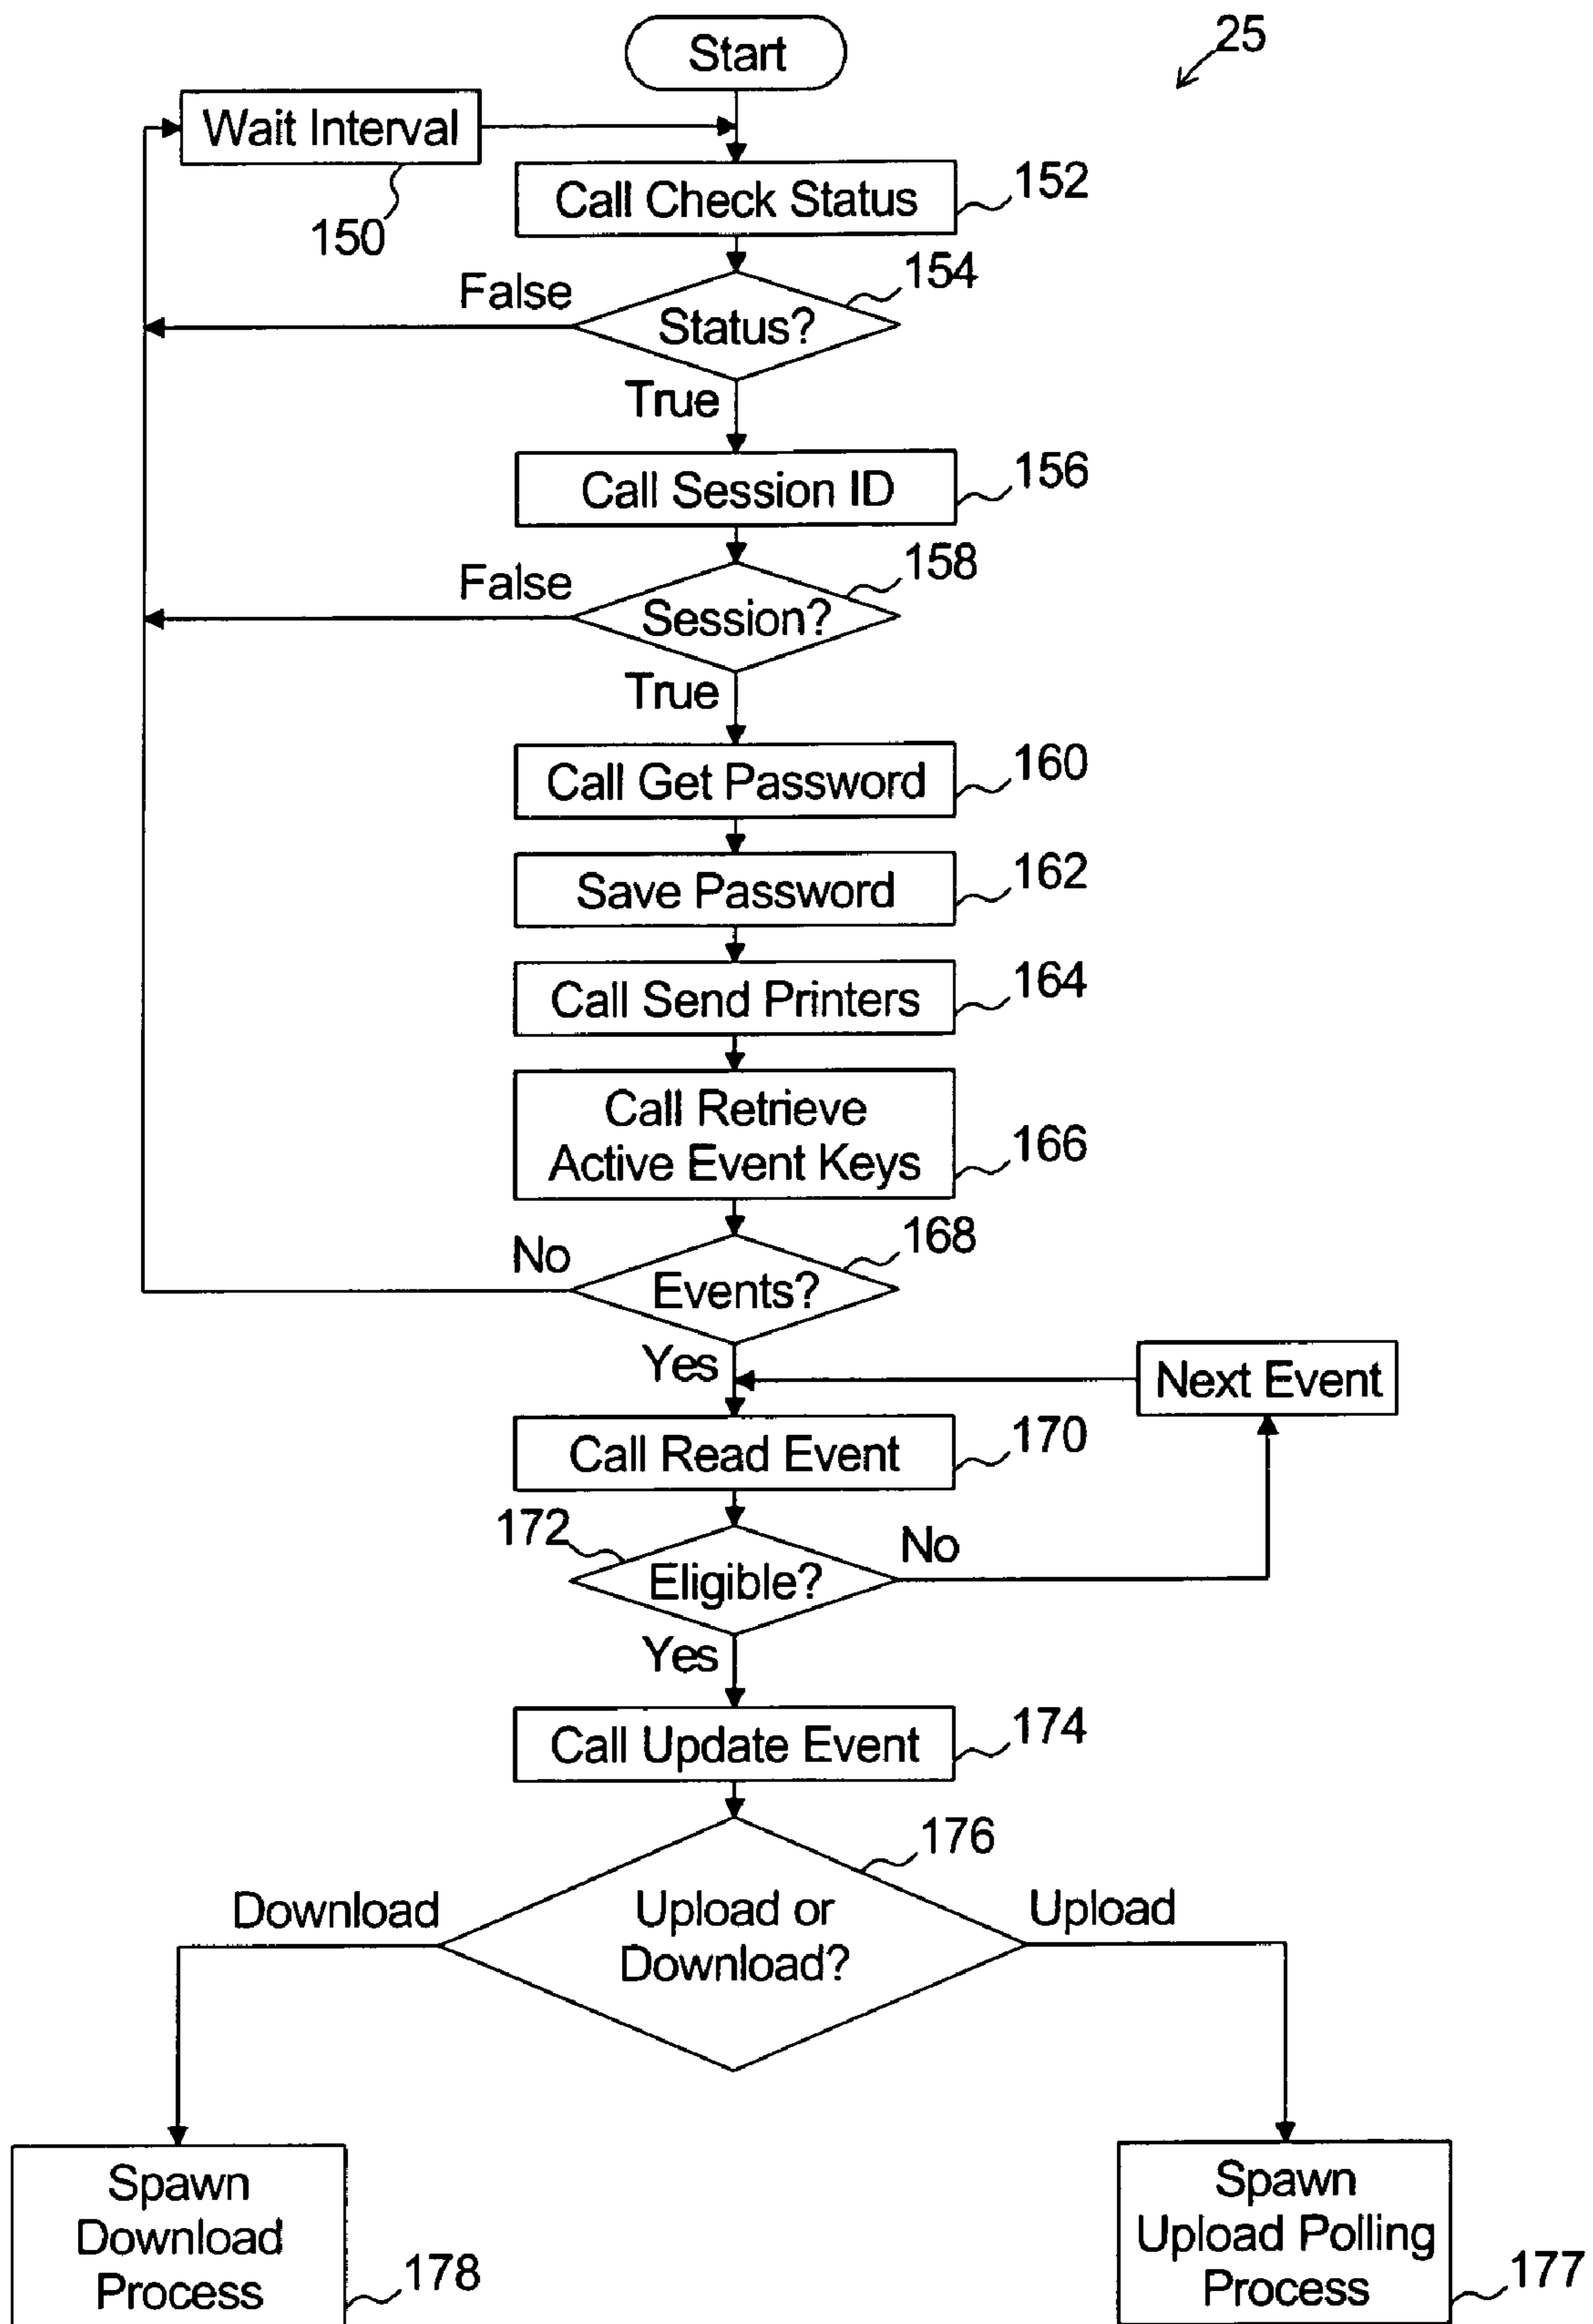 Start
25
Wait Interval
150
Call Check Status
152
154
False
Status?
True
Call Session ID
156
158
False
Session?
True
Call Get Password
160
Save Password
162
Call Send Printers
164
Call Retrieve
Active Event Keys
166
168
No
Events?
Yes
Next Event
Call Read Event
170
172
No
Eligible?
Yes
Call Update Event
174
176
Download
Upload or
Download?
Upload
Spawn
Download
Process
178
Spawn
Upload Polling
Process
177